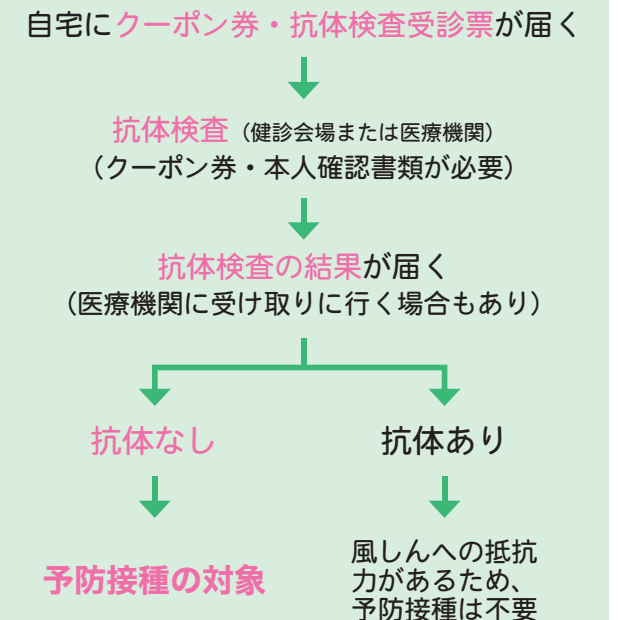 自宅にクーポン券・抗体検査受診票が届く
抗体検査（健診会場または医療機関）
（クーポン券・本人確認書類が必要）
抗体検査の結果が届く
（医療機関に受け取りに行く場合もあり）
抗体なし
抗体あり
予防接種の対象
風しんへの抵抗
力があるため、
予防接種は不要